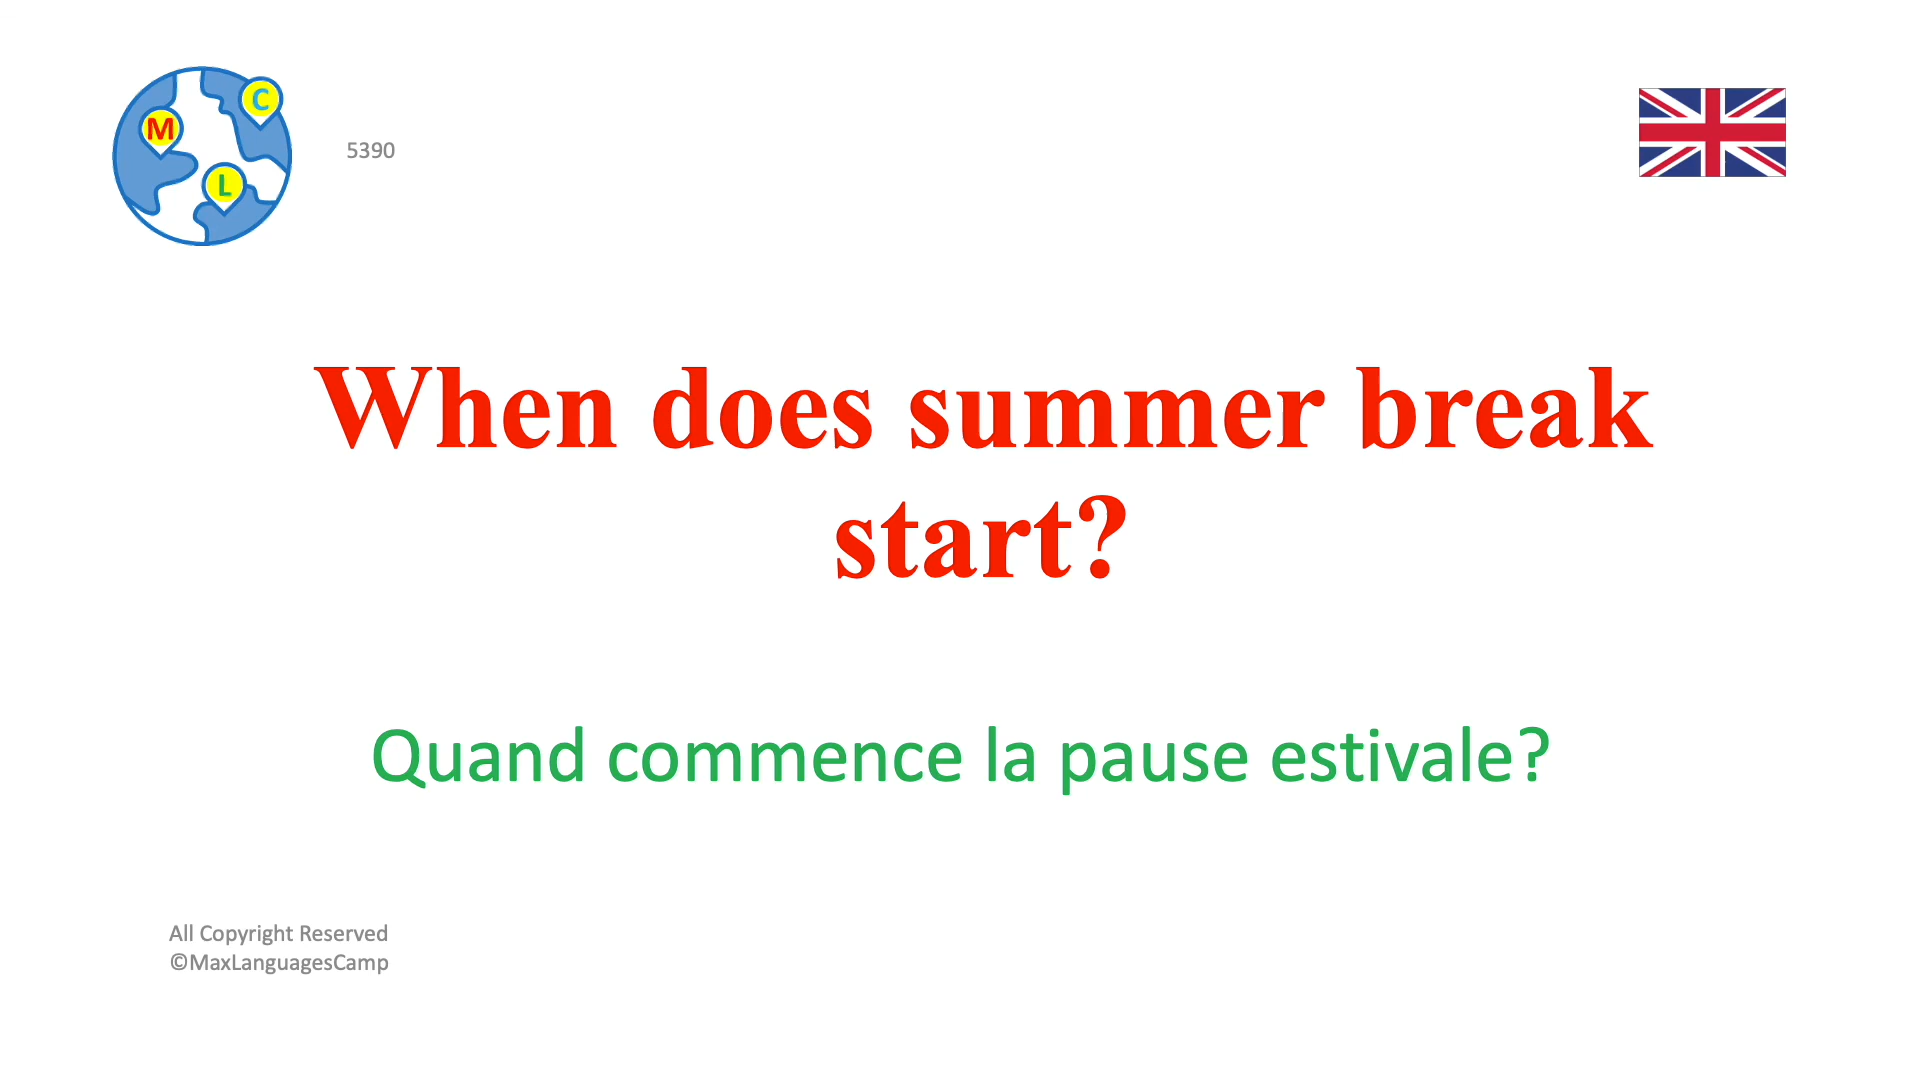 M
C
L
5390
When does summer break
start?
Quand commence la pause estivale?
All Copyright Reserved
©MaxLanguagesCamp